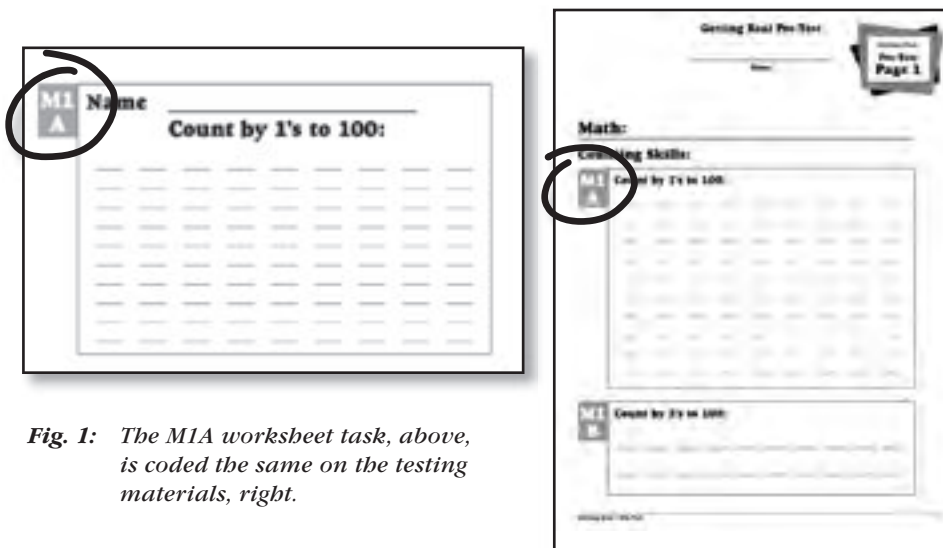 M1
A
Name
Count by 1's to 100:
Fig. 1: The M1A worksheet task, above,
is coded the same on the testing
materials, right.
Getting Real Pre-Test
Name
Pre-Test
Page 1
Math:
Counting Skills:
M1
A
Count by 1's to 100:
M1
B
Count by 2's to 100: